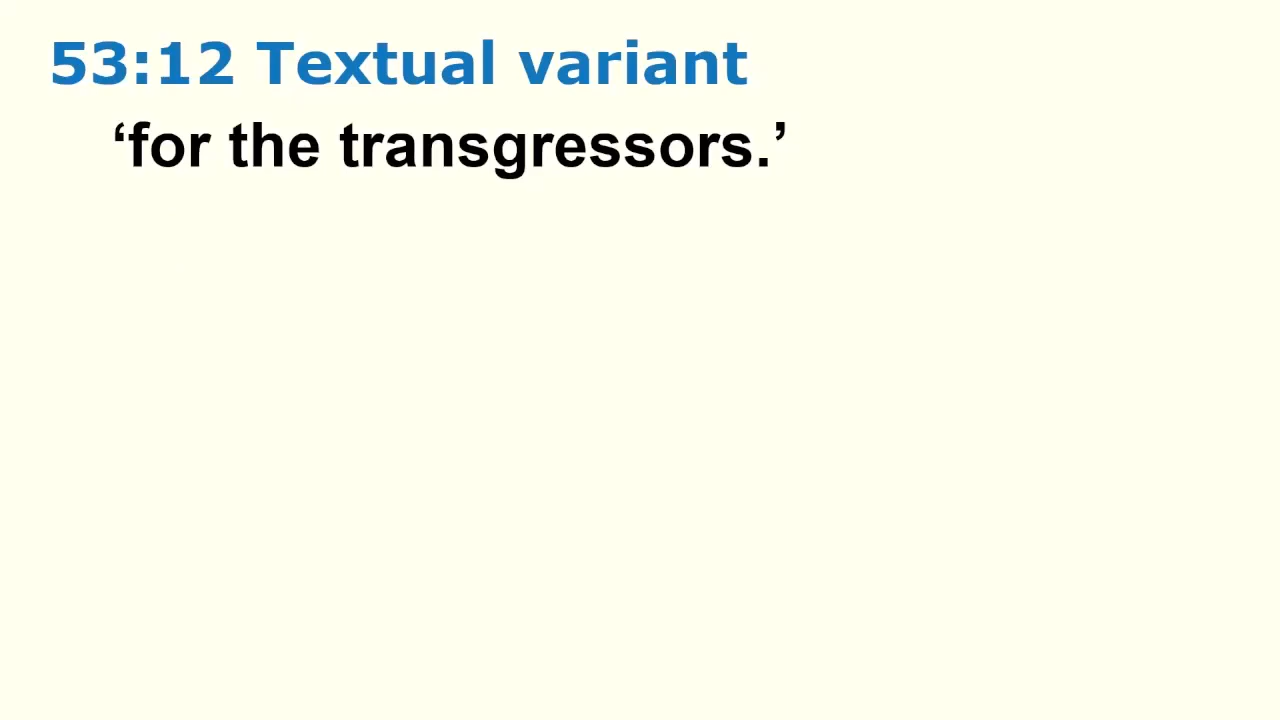 53:12 Textual variant
‘for the transgressors.’